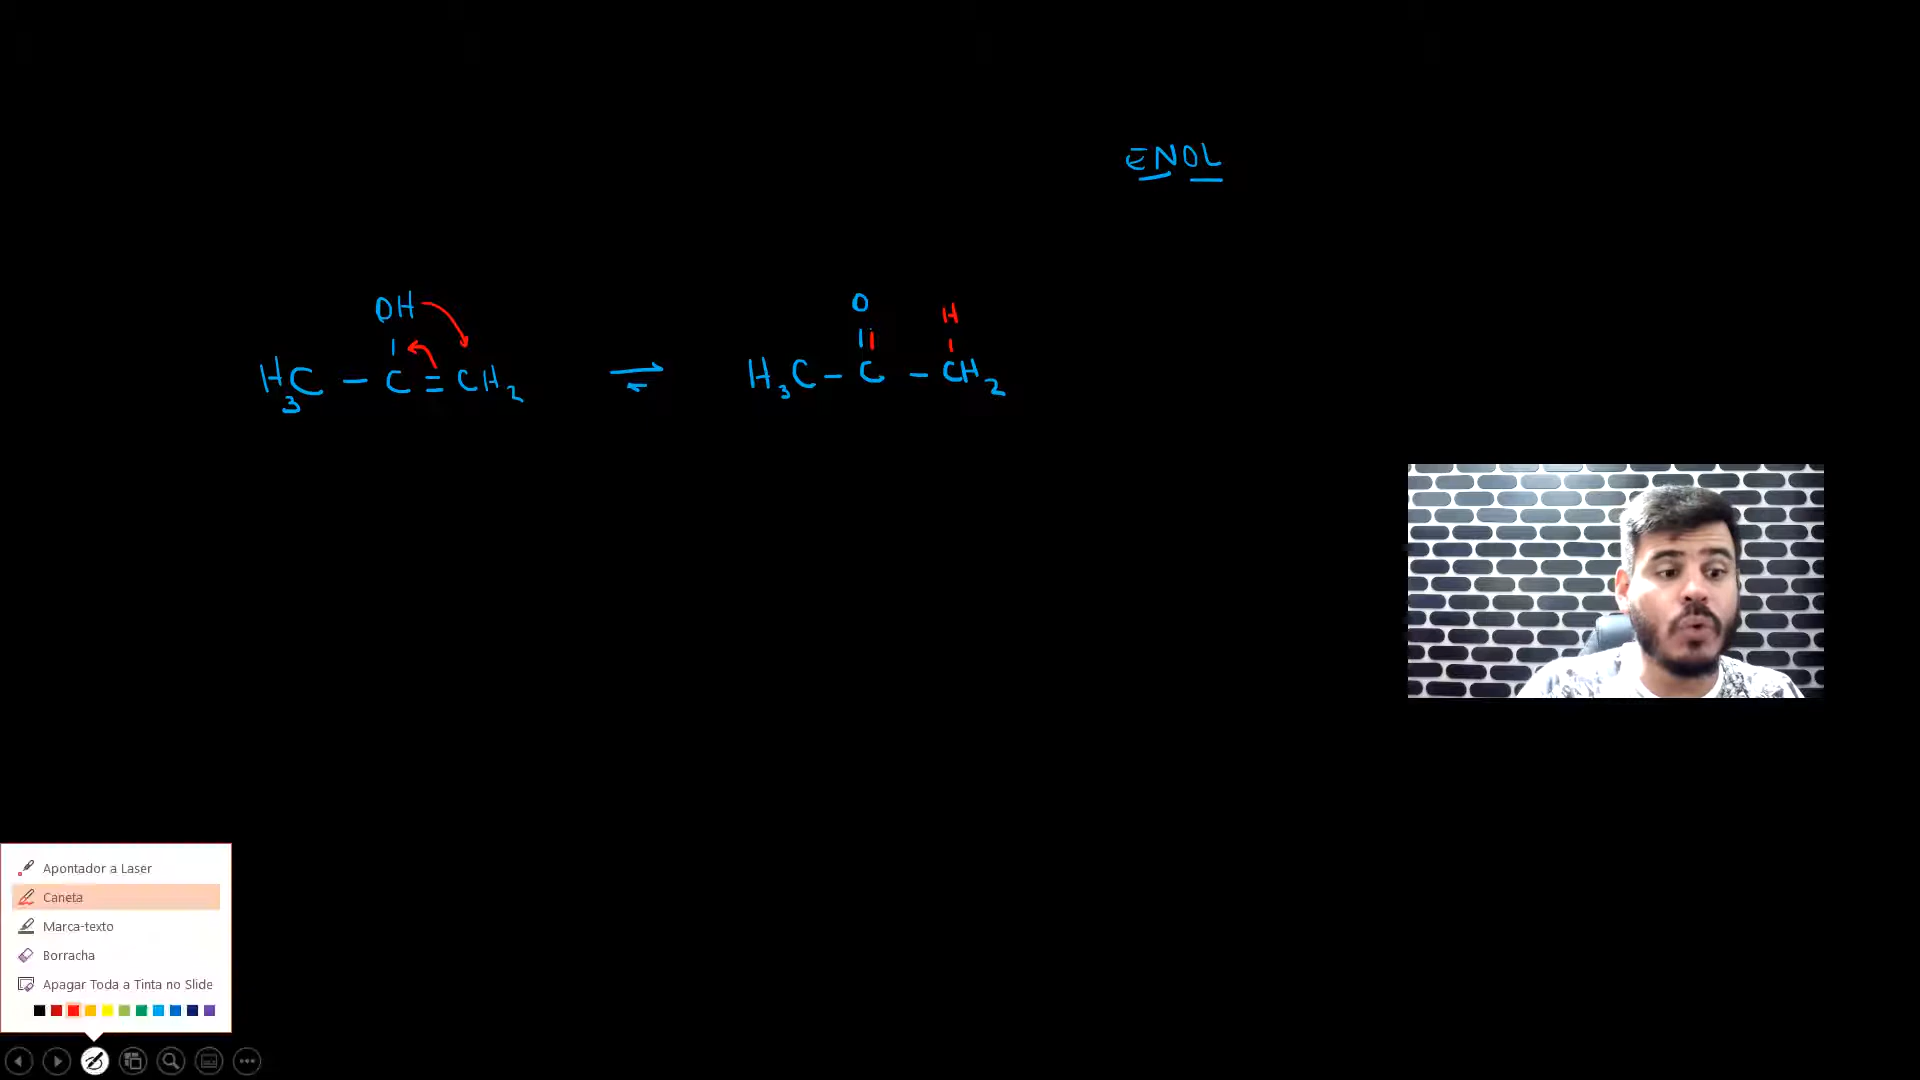 ENOL
OH
H₃C – C = CH₂ ⇌
O H
H₃C – C – CH₂
Apontador a Laser
Caneta
Marca-texto
Borracha
Apagar Toda a Tinta no Slide